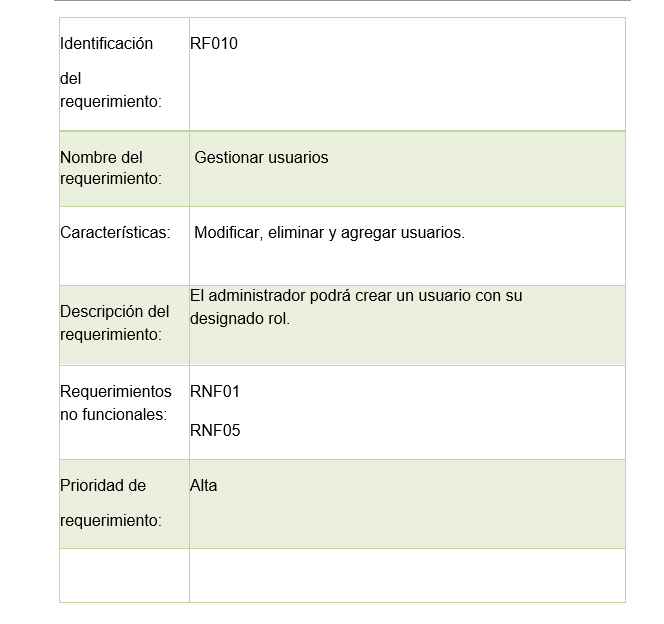 Identificación
del
requerimiento:
RF010
Nombre del
requerimiento:
Gestionar usuarios
Características:
Modificar, eliminar y agregar usuarios.
Descripción del
requerimiento:
El administrador podrá crear un usuario con su
designado rol.
Requerimientos
no funcionales:
RNF01
RNF05
Prioridad de
requerimiento:
Alta